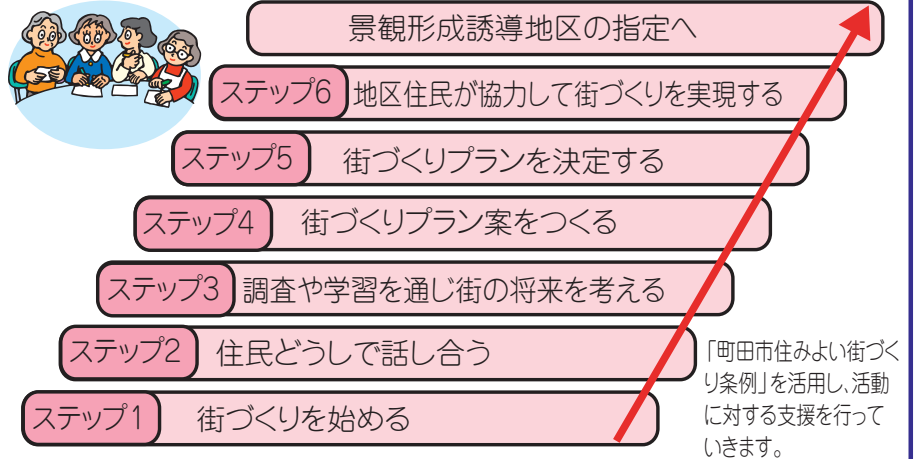 景観形成誘導地区の指定へ
ステップ6 地区住民が協力して街づくりを実現する
ステップ5 街づくりプランを決定する
ステップ4 街づくりプラン案をつくる
ステップ3 調査や学習を通じ街の将来を考える
ステップ2 住民どうしで話し合う
ステップ1 街づくりを始める
「町田市住みよい街づく
り条例」を活用し、活動
に対する支援を行って
いきます。